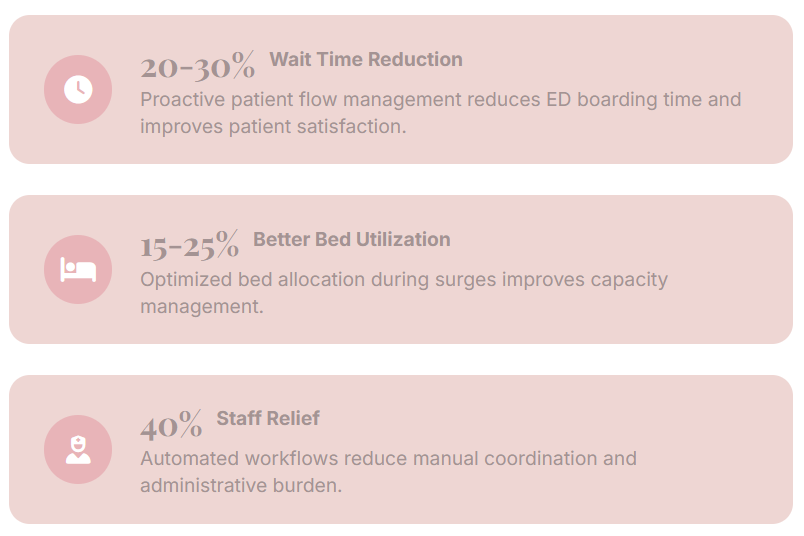 20-30% Wait Time Reduction
Proactive patient flow management reduces ED boarding time and
improves patient satisfaction.
15-25% Better Bed Utilization
Optimized bed allocation during surges improves capacity
management.
40% Staff Relief
Automated workflows reduce manual coordination and
administrative burden.